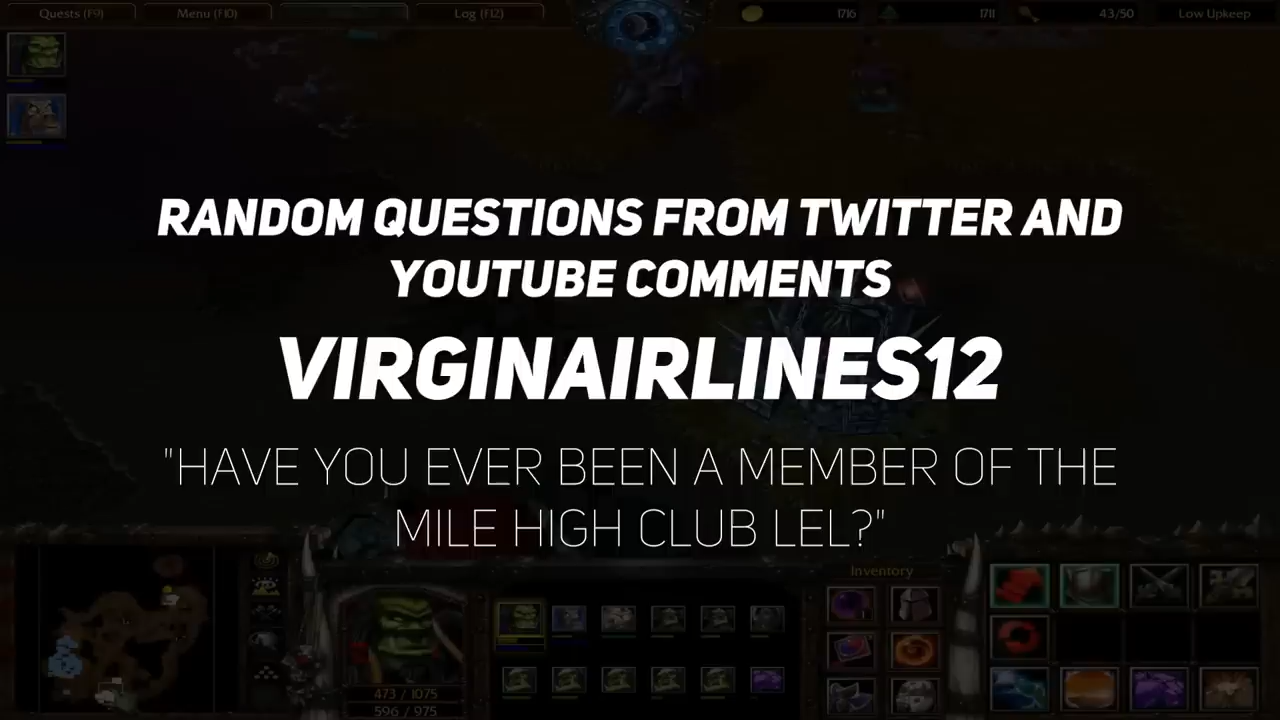 Quests (F9)
Menu (F10)
Log (F12)
1716
1711
43/50
Low Upkeep
RANDOM QUESTIONS FROM TWITTER AND
YOUTUBE COMMENTS
VIRGINAIRLINES12
"HAVE YOU EVER BEEN A MEMBER OF THE
MILE HIGH CLUB LEL?"
Inventory
473 / 1075
596 / 975